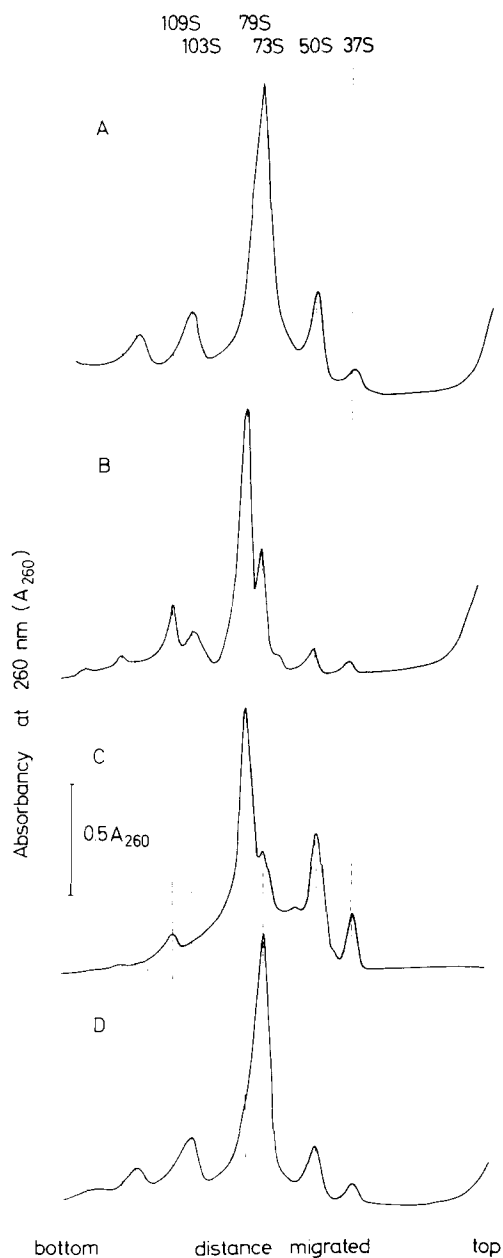 109S 79S
103S 73S 50S 37S
A
B
Absorbancy at 260 nm (A260)
C
0.5 A260
D
bottom distance migrated top